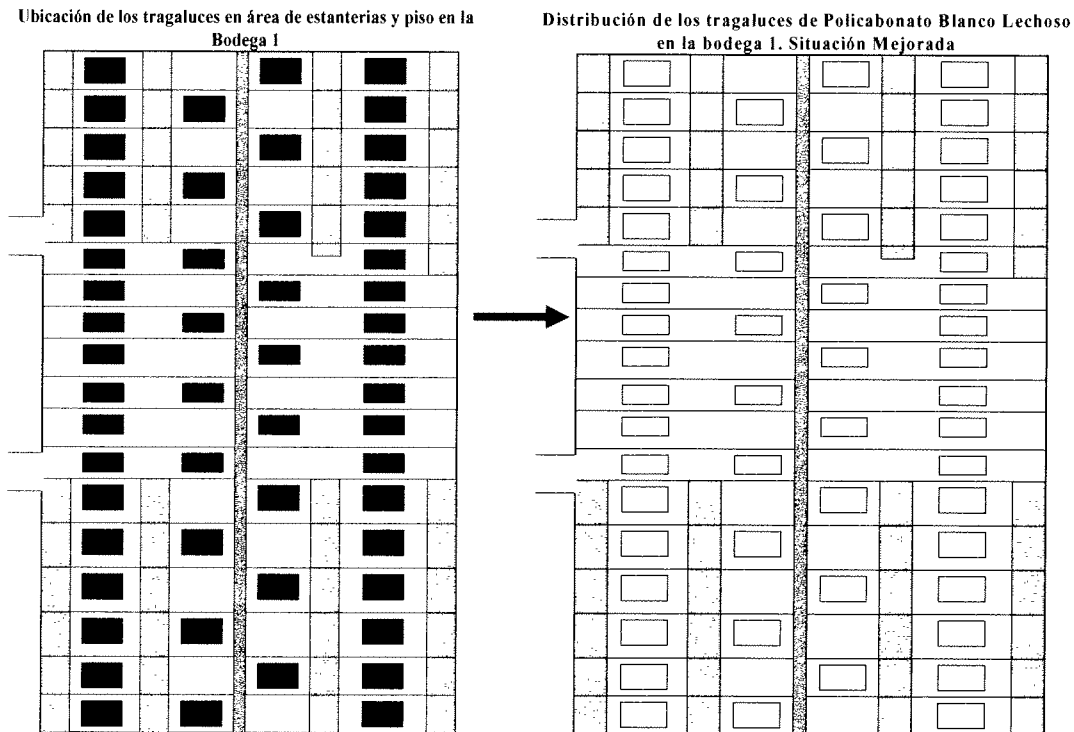 Ubicación de los tragaluces en área de estanterias y piso en la
Bodega 1
Distribución de los tragaluces de Policabonato Blanco Lechoso
en la bodega 1. Situación Mejorada